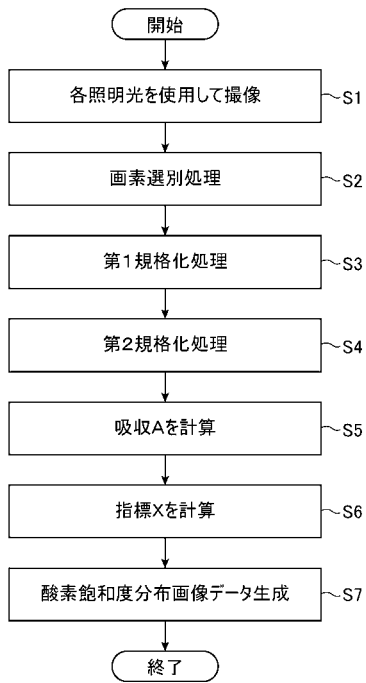 開始
各照明光を使用して撮像
S1
画素選別処理
S2
第1規格化処理
S3
第2規格化処理
S4
吸収Aを計算
S5
指標Xを計算
S6
酸素飽和度分布画像データ生成
S7
終了